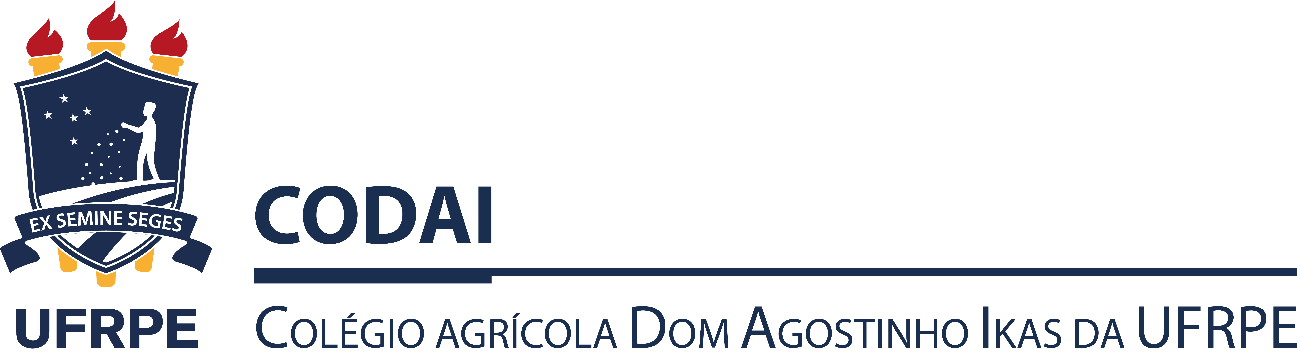 EX SEMINE SEGES
UFRPE
CODAI
COLÉGIO AGRÍCOLA DOM AGOSTINHO IKAS DA UFRPE